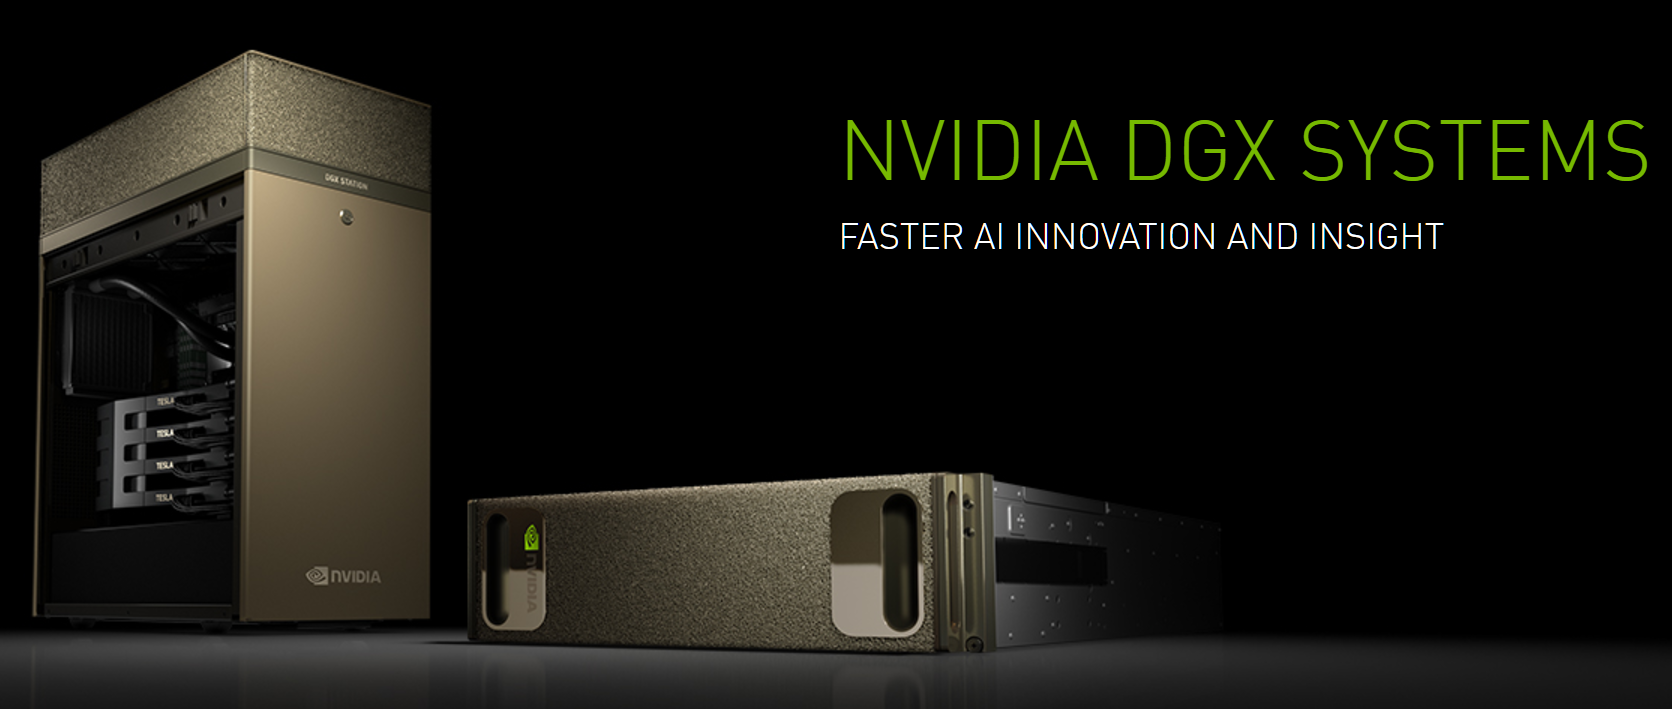 NVIDIA DGX SYSTEMS
FASTER AI INNOVATION AND INSIGHT
DGX STATION
TESLA
TESLA
TESLA
TESLA
NVIDIA
NVIDIA